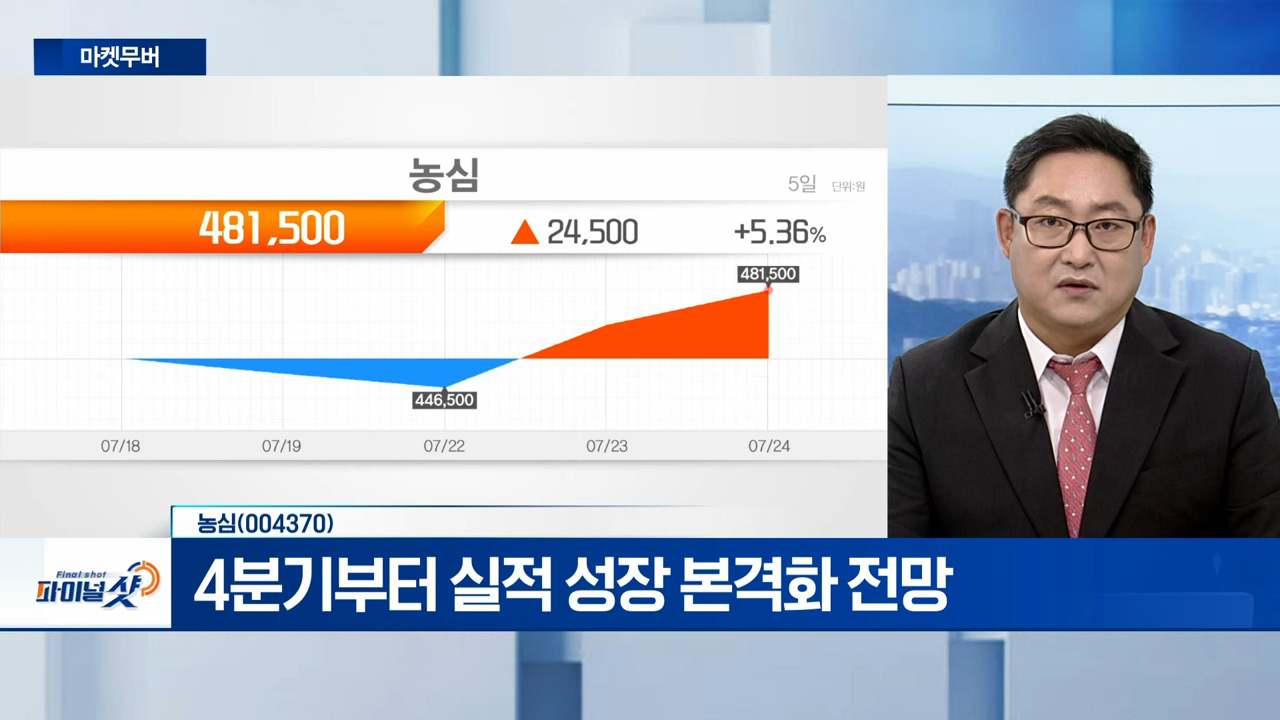 마켓무버
농심
5일 단위:원
481,500 ▲ 24,500 +5.36%
481,500
446,500
07/18 07/19 07/22 07/23 07/24
농심(004370)
Final shot
파이널샷
4분기부터 실적 성장 본격화 전망